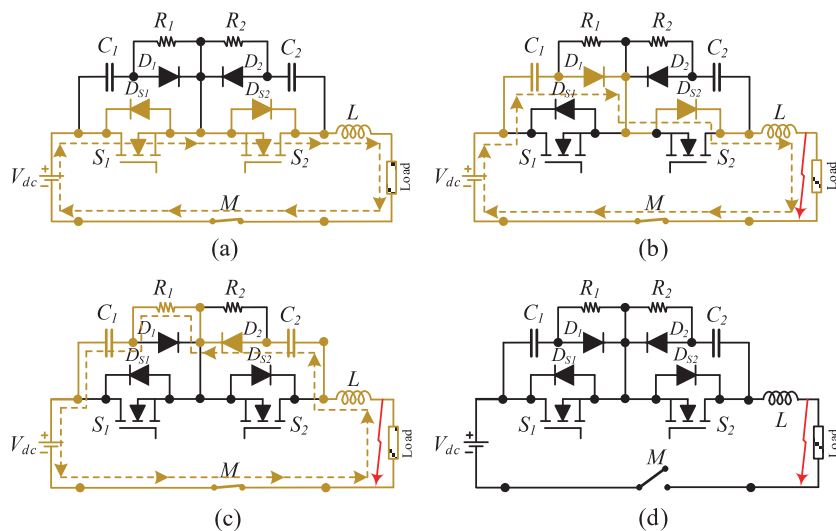 R1 R2
C1 D1 D2 C2
DS1 DS2
L
S1 S2
Vdc + −
M
Load
(a)
R1 R2
C1 D1 D2 C2
DS1 DS2
L
S1 S2
Vdc + −
M
Load
(b)
R1 R2
C1 D1 D2 C2
DS1 DS2
L
S1 S2
Vdc + −
M
Load
(c)
R1 R2
C1 D1 D2 C2
DS1 DS2
L
S1 S2
Vdc + −
M
Load
(d)